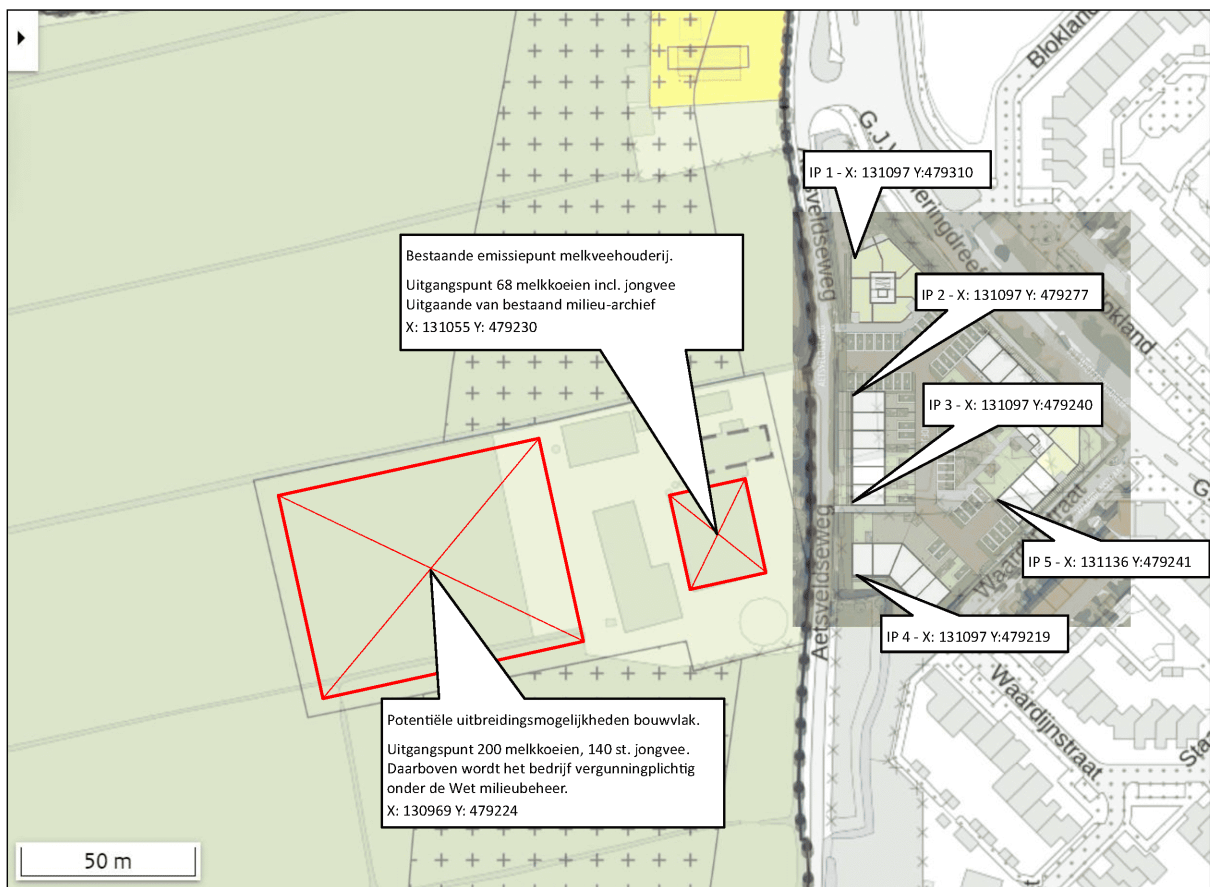 Blokland
G.J.
IP 1 - X: 131097 Y:479310
Bestaande emissiepunt melkveehouderij.
Uitgangspunt 68 melkkoeien incl. jongvee
Uitgaande van bestaand milieu-archief
X: 131055 Y: 479230
IP 2 - X: 131097 Y: 479277
IP 3 - X: 131097 Y:479240
IP 5 - X: 131136 Y:479241
Aetsveldseweg
IP 4 - X: 131097 Y:479219
Potentiële uitbreidingsmogelijkheden bouwvlak.
Uitgangspunt 200 melkkoeien, 140 st. jongvee.
Daarboven wordt het bedrijf vergunningplichtig
onder de Wet milieubeheer.
X: 130969 Y: 479224
Waardijnstraat
50 m